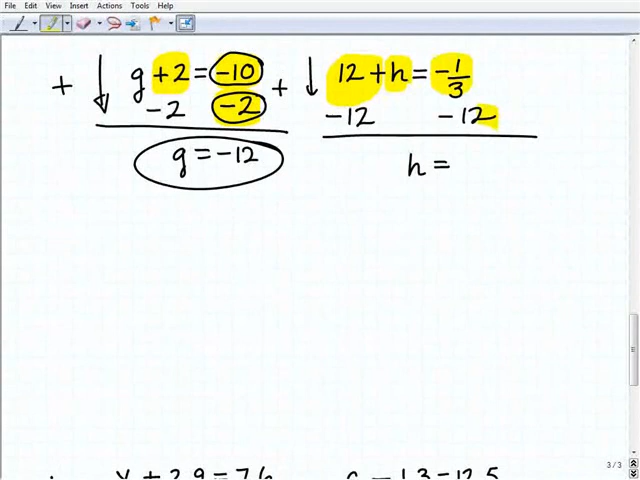 File Edit View Insert Actions Tools Help
+ g + 2 = -10
-2 -2
g = -12
+ 12 + h = -1/3
-12 -12
h =
3 / 3